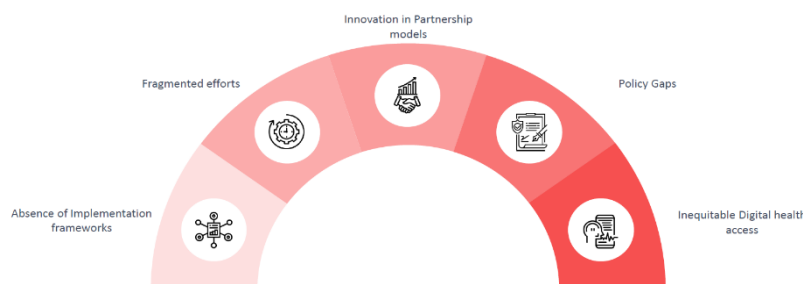 Innovation in Partnership
models
Fragmented efforts
Policy Gaps
Absence of Implementation
frameworks
Inequitable Digital health
access